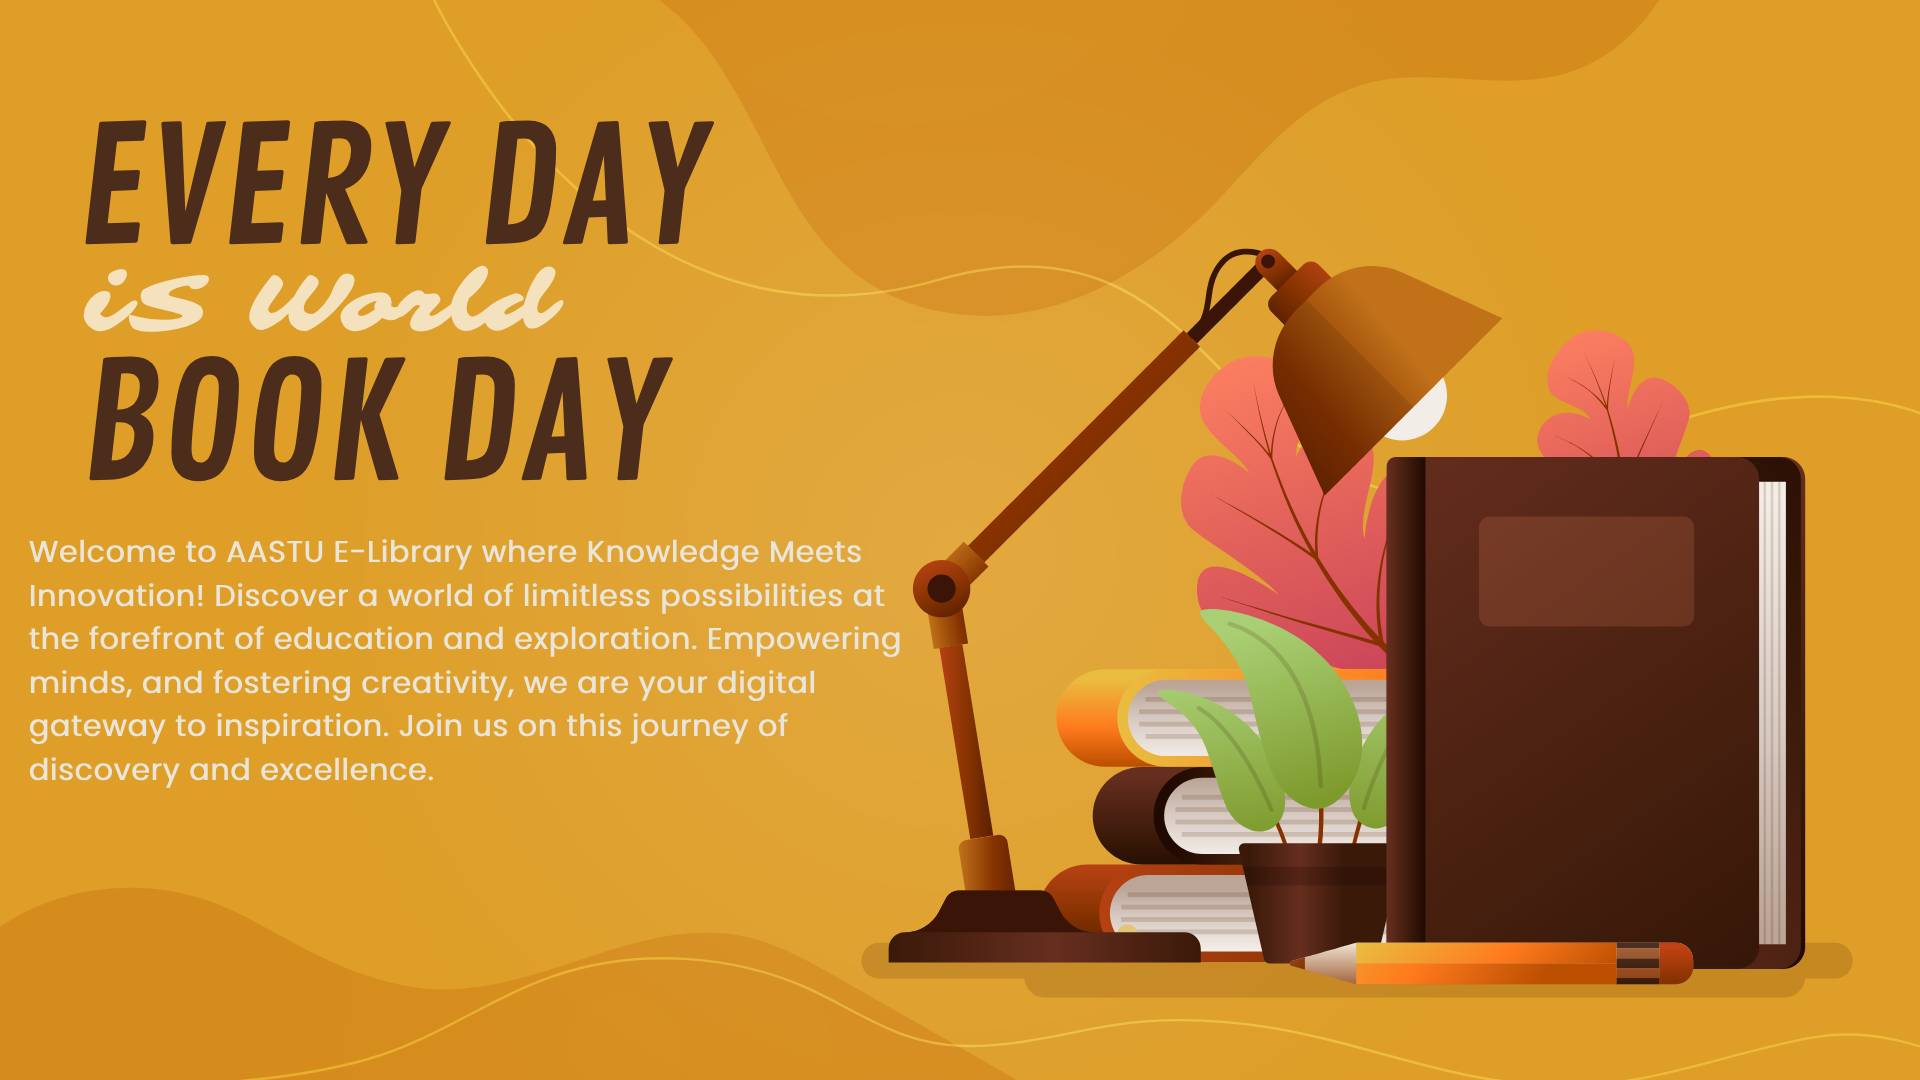 EVERY DAY
is World
BOOK DAY
Welcome to AASTU E-Library where Knowledge Meets
Innovation! Discover a world of limitless possibilities at
the forefront of education and exploration. Empowering
minds, and fostering creativity, we are your digital
gateway to inspiration. Join us on this journey of
discovery and excellence.